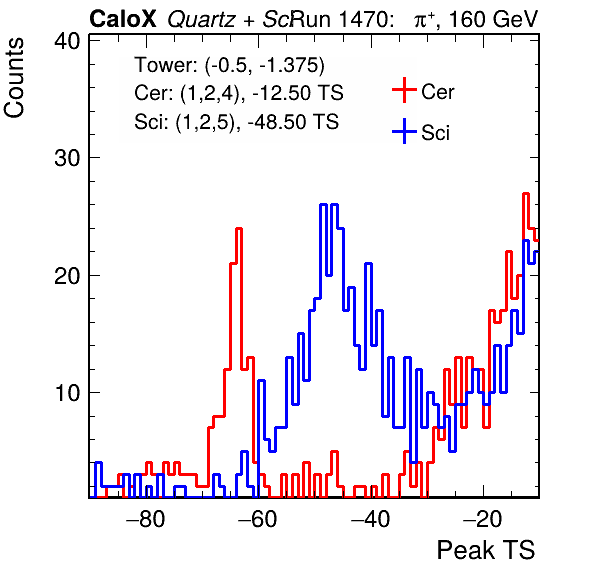 CaloX Quartz + Sci Run 1470: π⁺, 160 GeV
Counts
Tower: (-0.5, -1.375)
Cer: (1,2,4), -12.50 TS
Sci: (1,2,5), -48.50 TS
Cer
Sci
40
30
20
10
−80 −60 −40 −20
Peak TS